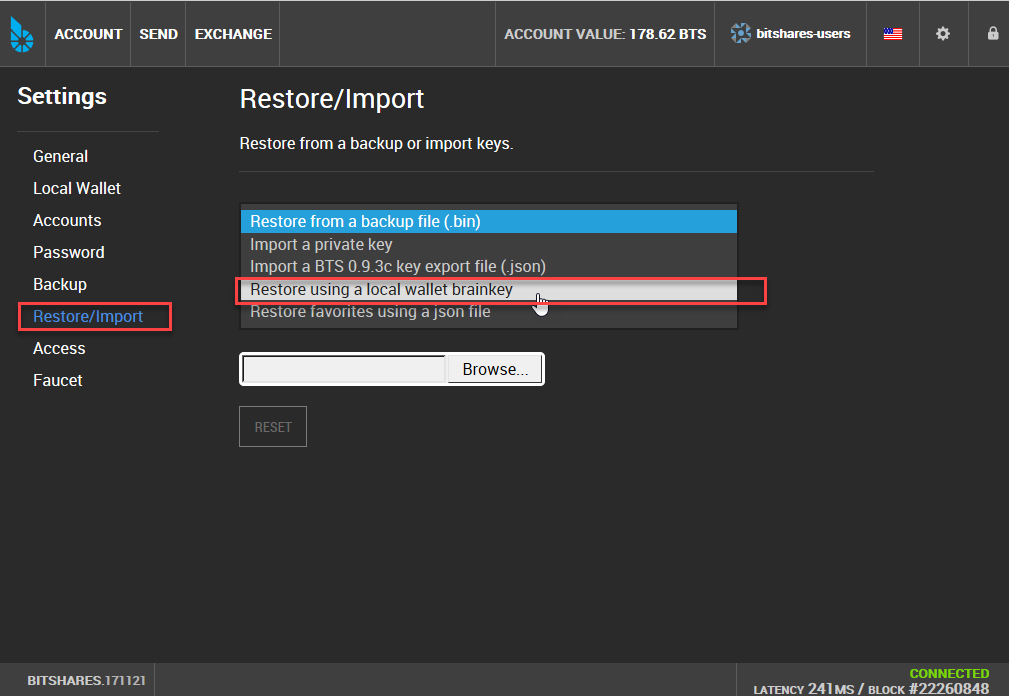 ACCOUNT SEND EXCHANGE ACCOUNT VALUE: 178.62 BTS bitshares-users
Settings
General
Local Wallet
Accounts
Password
Backup
Restore/Import
Access
Faucet
Restore/Import
Restore from a backup or import keys.
Restore from a backup file (.bin)
Import a private key
Import a BTS 0.9.3c key export file (.json)
Restore using a local wallet brainkey
Restore favorites using a json file
Browse...
RESET
BITSHARES.171121
CONNECTED
LATENCY 241MS / BLOCK #22260848